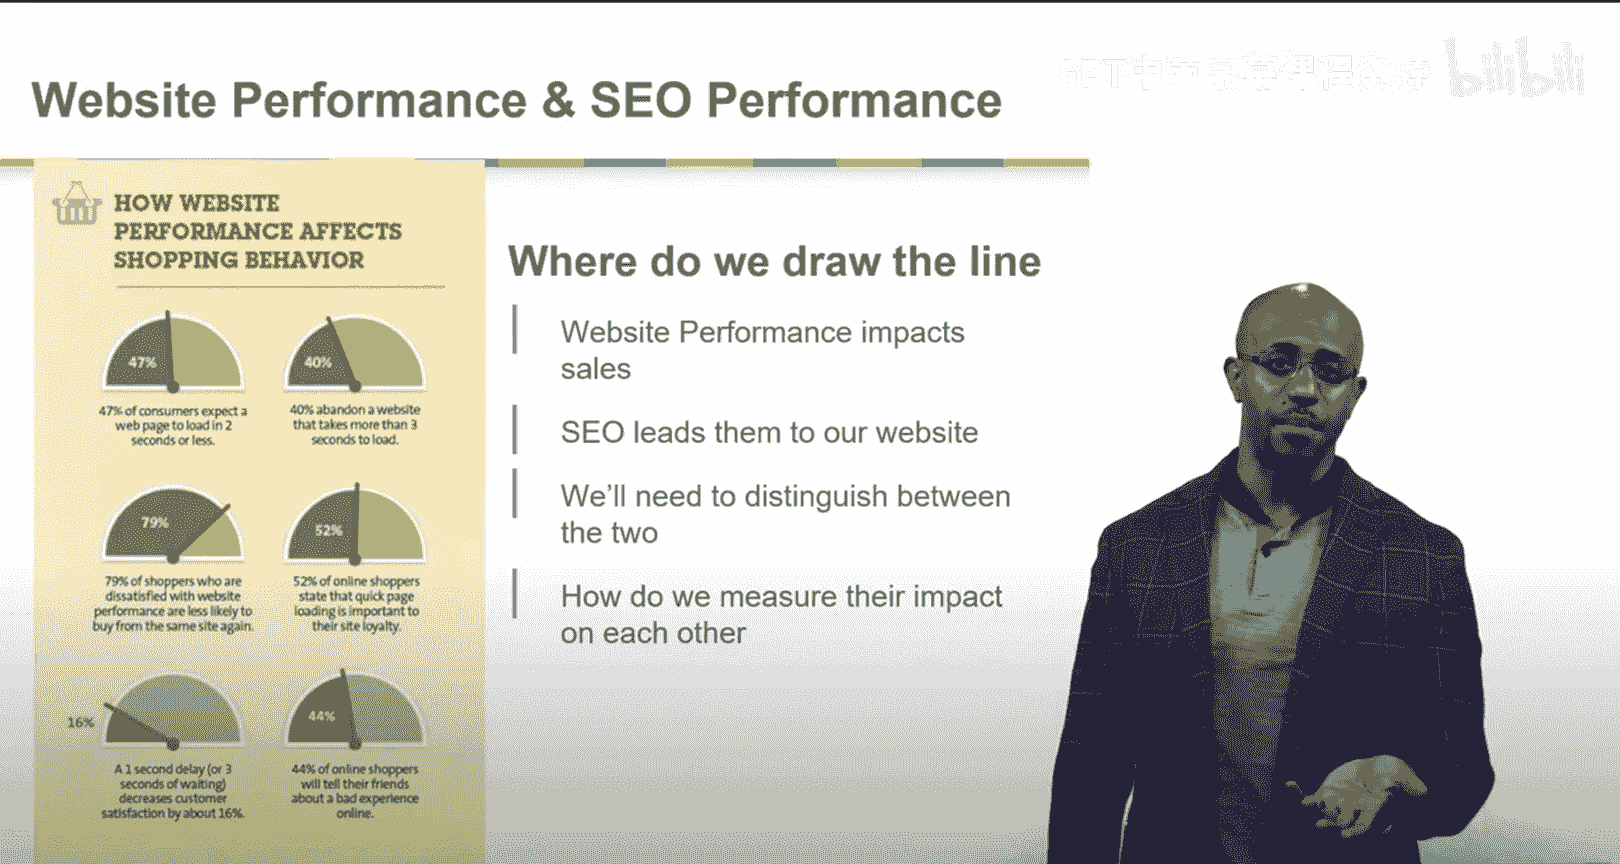 Website Performance & SEO Performance
bilibili
HOW WEBSITE
PERFORMANCE AFFECTS
SHOPPING BEHAVIOR
47%
47% of consumers expect a
web page to load in 2
seconds or less.
40%
40% abandon a website
that takes more than 3
seconds to load.
79%
79% of shoppers who are
dissatisfied with website
performance are less likely to
buy from the same site again.
52%
52% of online shoppers
state that quick page
loading is important to
their site loyalty.
16%
A 1 second delay (or 3
seconds of waiting)
decreases customer
satisfaction by about 16%.
44%
44% of online shoppers
will tell their friends
about a bad experience
online.
Where do we draw the line
Website Performance impacts
sales
SEO leads them to our website
We'll need to distinguish between
the two
How do we measure their impact
on each other